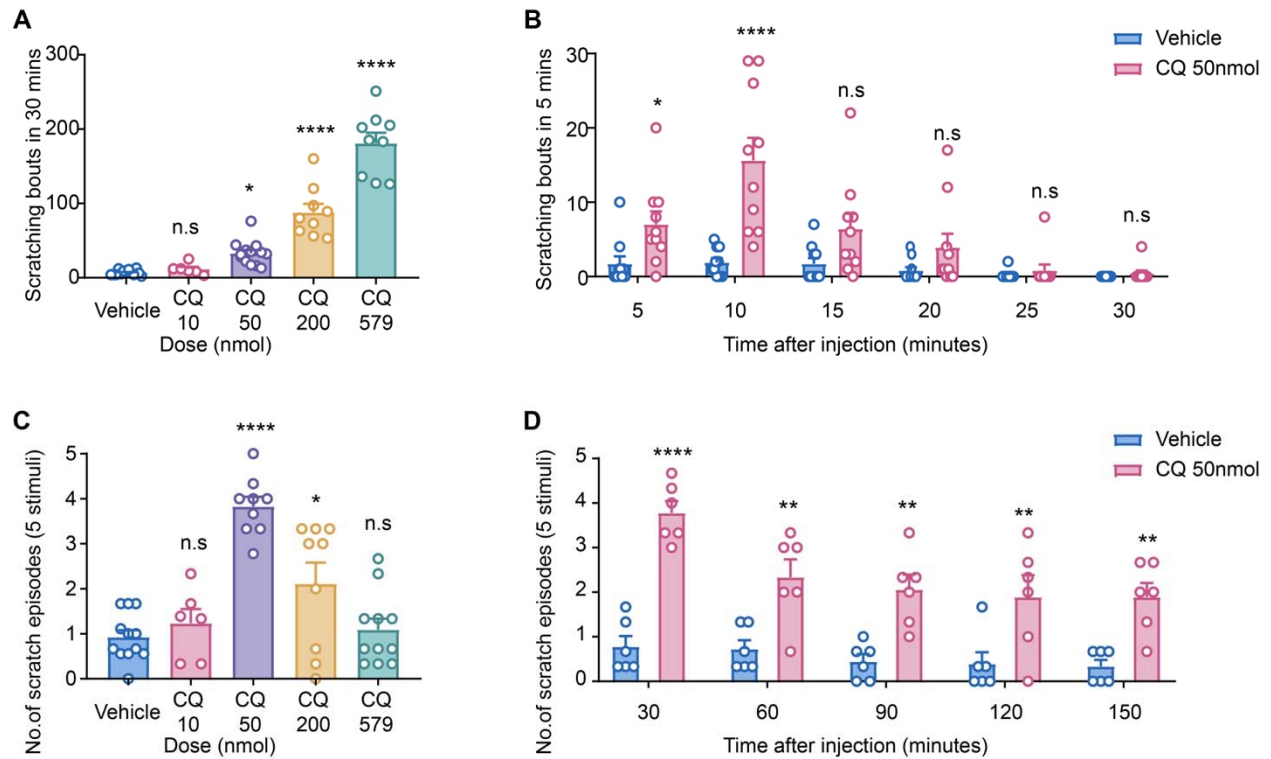 A
Scratching bouts in 30 mins
300
200
100
0
n.s
*
****
****
Vehicle
CQ 10
CQ 50
CQ 200
CQ 579
Dose (nmol)
B
Scratching bouts in 5 mins
30
20
10
0
*
****
n.s
n.s
n.s
n.s
Vehicle
CQ 50nmol
5 10 15 20 25 30
Time after injection (minutes)
C
No.of scratch episodes (5 stimuli)
5
4
3
2
1
0
n.s
****
*
n.s
Vehicle
CQ 10
CQ 50
CQ 200
CQ 579
Dose (nmol)
D
No.of scratch episodes (5 stimuli)
5
4
3
2
1
0
****
**
**
**
**
Vehicle
CQ 50nmol
30 60 90 120 150
Time after injection (minutes)